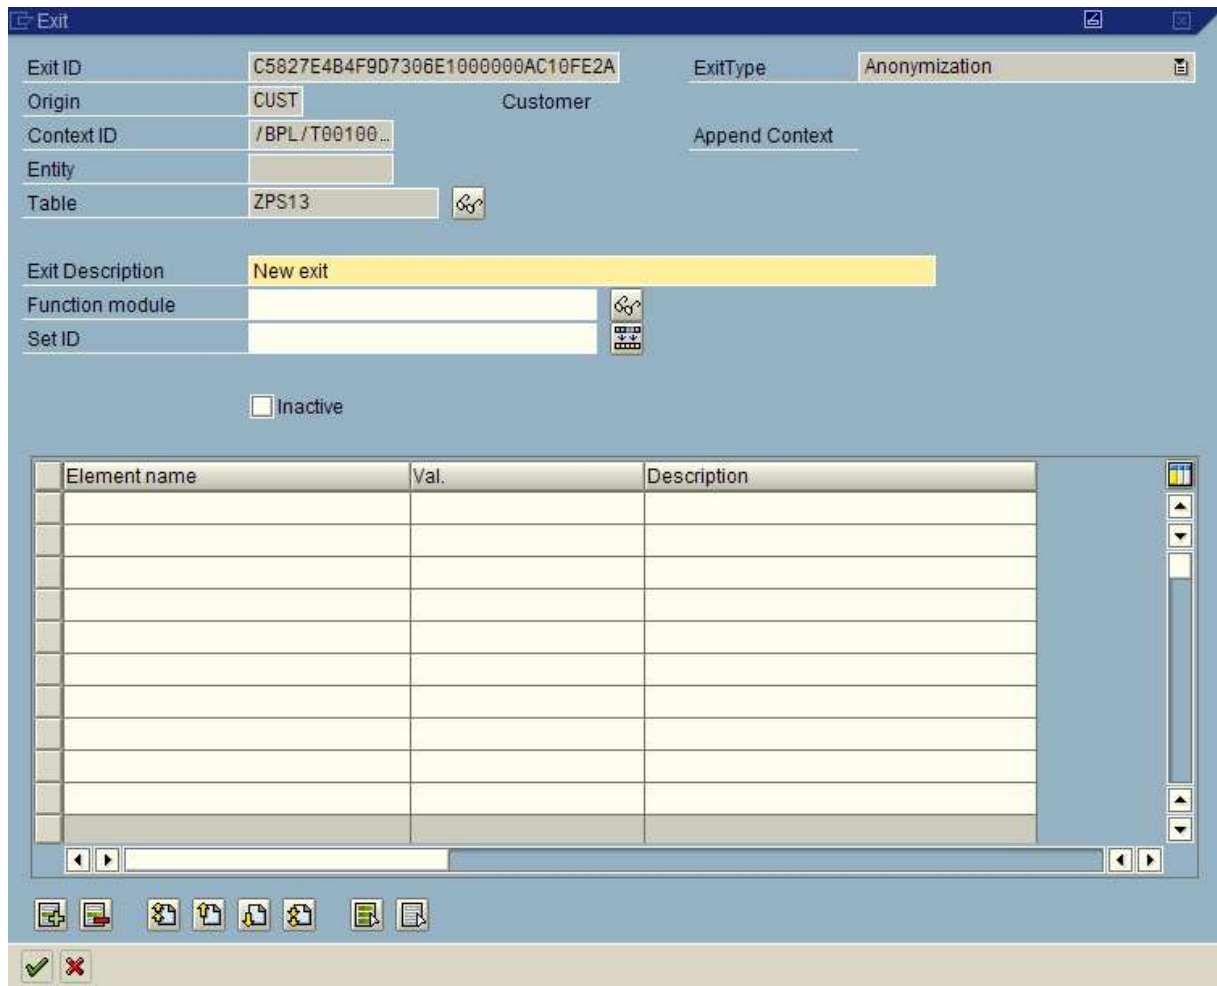 Exit
Exit ID C5827E4B4F9D7306E1000000AC10FE2A ExitType Anonymization
Origin CUST Customer
Context ID /BPL/T00100… Append Context
Entity
Table ZPS13
Exit Description New exit
Function module
Set ID
Inactive
Element name Val. Description